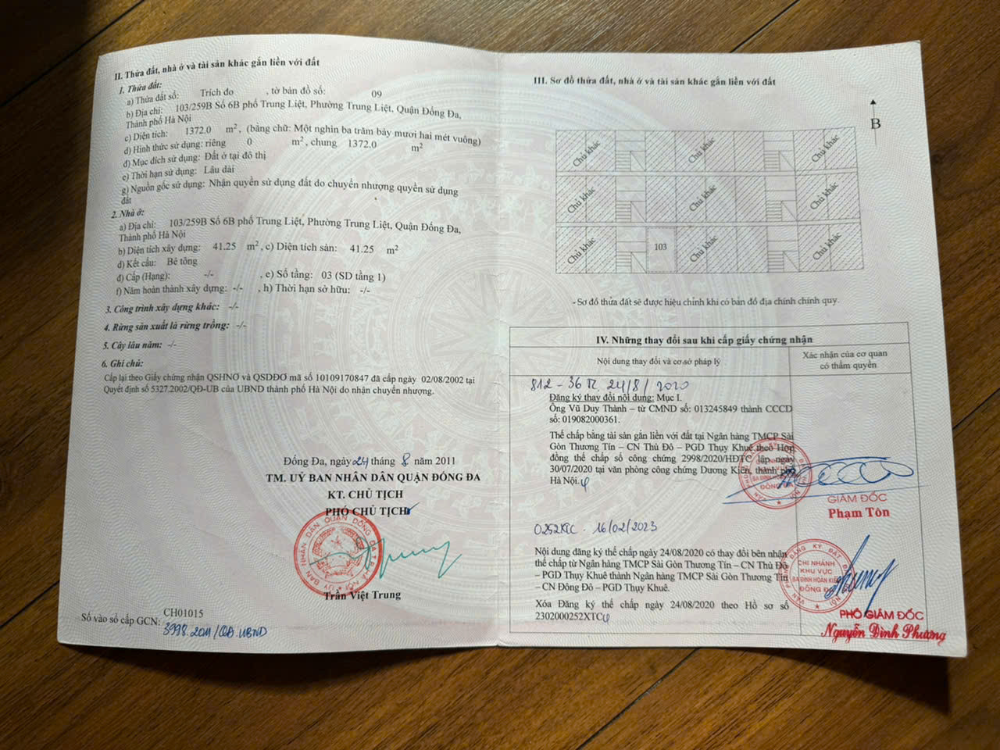 II. Thửa đất, nhà ở và tài sản khác gắn liền với đất
1. Thửa đất:
a) Thửa đất số: Trích đo , tờ bản đồ số: 09
b) Địa chỉ: 103/259B Số 6B phố Trung Liệt, Phường Trung Liệt, Quận Đống Đa,
Thành phố Hà Nội
c) Diện tích: 1372.0 m², (bằng chữ: Một nghìn ba trăm bảy mươi hai mét vuông)
d) Hình thức sử dụng: riêng 0 m², chung 1372.0 m²
đ) Mục đích sử dụng: Đất ở tại đô thị
e) Thời hạn sử dụng: Lâu dài
g) Nguồn gốc sử dụng: Nhận quyền sử dụng đất do chuyển nhượng quyền sử dụng
đất
2. Nhà ở:
a) Địa chỉ: 103/259B Số 6B phố Trung Liệt, Phường Trung Liệt, Quận Đống Đa,
Thành phố Hà Nội
b) Diện tích xây dựng: 41.25 m², c) Diện tích sàn: 41.25 m²
d) Kết cấu: Bê tông
đ) Cấp (Hạng): -/- , e) Số tầng: 03 (SD tầng 1)
f) Năm hoàn thành xây dựng: -/- , h) Thời hạn sở hữu: -/-
3. Công trình xây dựng khác: -/-
4. Rừng sản xuất là rừng trồng: -/-
5. Cây lâu năm: -/-
6. Ghi chú:
Cấp lại theo Giấy chứng nhận QSHNƠ và QSDĐƠ mã số 10109170847 đã cấp ngày 02/08/2002 tại
Quyết định số 5327.2002/QĐ-UB của UBND thành phố Hà Nội do nhận chuyển nhượng.
Đống Đa, ngày 24 tháng 8 năm 2011
TM. UỶ BAN NHÂN DÂN QUẬN ĐỐNG ĐA
KT. CHỦ TỊCH
PHÓ CHỦ TỊCH
Trần Việt Trung
Số vào sổ cấp GCN: CH01015
3998.2011/QĐ.UBND
III. Sơ đồ thửa đất, nhà ở và tài sản khác gắn liền với đất
B
Chủ khác
Chủ khác
Chủ khác
Chủ khác
Chủ khác
Chủ khác
Chủ khác
103
Chủ khác
Chủ khác
- Sơ đồ thửa đất sẽ được hiệu chỉnh khi có bản đồ địa chính chính quy.
IV. Những thay đổi sau khi cấp giấy chứng nhận
Nội dung thay đổi và cơ sở pháp lý
Xác nhận của cơ quan
có thẩm quyền
24/8/2020
Đăng ký thay đổi nội dung: Mục I.
Ông Vũ Duy Thành – từ CMND số: 013245849 thành CCCD
số: 019082000361.
Thế chấp bằng tài sản gắn liền với đất tại Ngân hàng TMCP Sài
Gòn Thương Tín – CN Thủ Đô – PGD Thụy Khuê theo Hợp
đồng thế chấp số công chứng 2998/2020/HĐTC lập ngày
30/07/2020 tại văn phòng công chứng Dương Kiên, thành phố
Hà Nội.
GIÁM ĐỐC
Phạm Tôn
16/02/2023
Nội dung đăng ký thế chấp ngày 24/08/2020 có thay đổi bên nhận
thế chấp từ Ngân hàng TMCP Sài Gòn Thương Tín – CN Thủ Đô
– PGD Thụy Khuê thành Ngân hàng TMCP Sài Gòn Thương Tín
– CN Đông Đô – PGD Thụy Khuê.
Xóa Đăng ký thế chấp ngày 24/08/2020 theo Hồ sơ số
2302000252XTC
CHI NHÁNH
KHU VỰC
BA ĐÌNH HOÀN KIẾM
ĐỐNG ĐA
PHÓ GIÁM ĐỐC
Nguyễn Đình Phượng